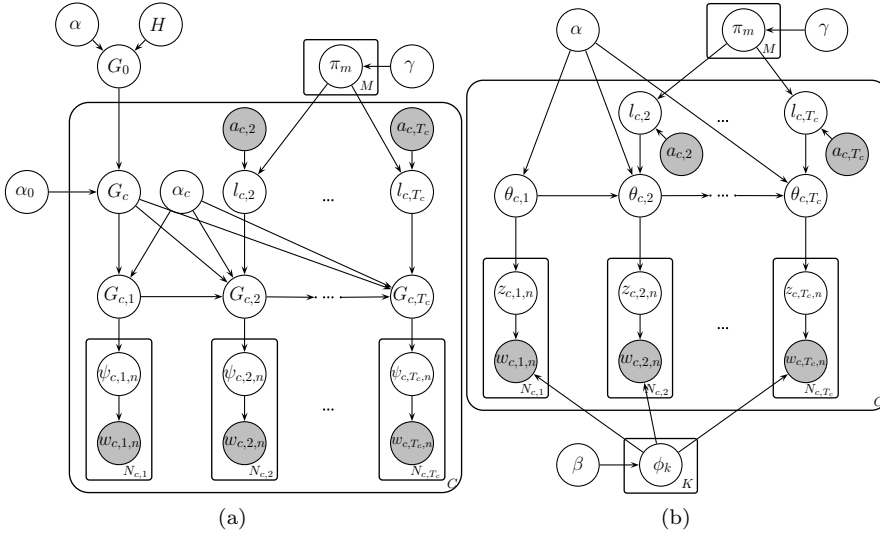 α H
G_0
π_m γ
M
a_{c,2} a_{c,T_c}
α_0 G_c α_c l_{c,2} ... l_{c,T_c}
G_{c,1} G_{c,2} ... G_{c,T_c}
ψ_{c,1,n} ψ_{c,2,n} ψ_{c,T_c,n}
...
w_{c,1,n} w_{c,2,n} w_{c,T_c,n}
N_{c,1} N_{c,2} N_{c,T_c} C
(a)
α π_m γ
M
l_{c,2} ... l_{c,T_c}
a_{c,2} a_{c,T_c}
θ_{c,1} θ_{c,2} ... θ_{c,T_c}
z_{c,1,n} z_{c,2,n} z_{c,T_c,n}
...
w_{c,1,n} w_{c,2,n} w_{c,T_c,n}
N_{c,1} N_{c,2} N_{c,T_c} C
β φ_k
K
(b)